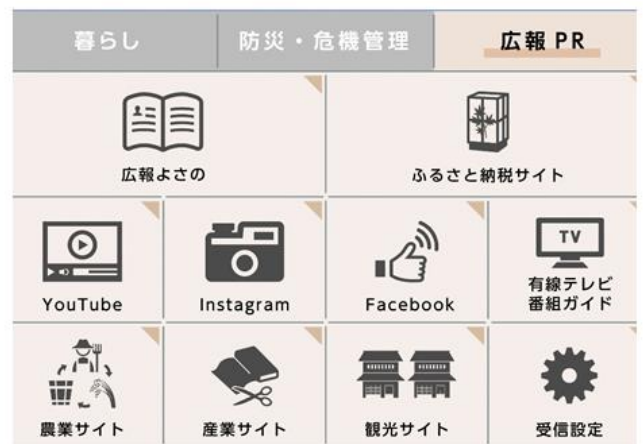 暮らし
防災・危機管理
広報 PR
広報よさの
ふるさと納税サイト
YouTube
Instagram
Facebook
TV
有線テレビ
番組ガイド
農業サイト
産業サイト
観光サイト
受信設定